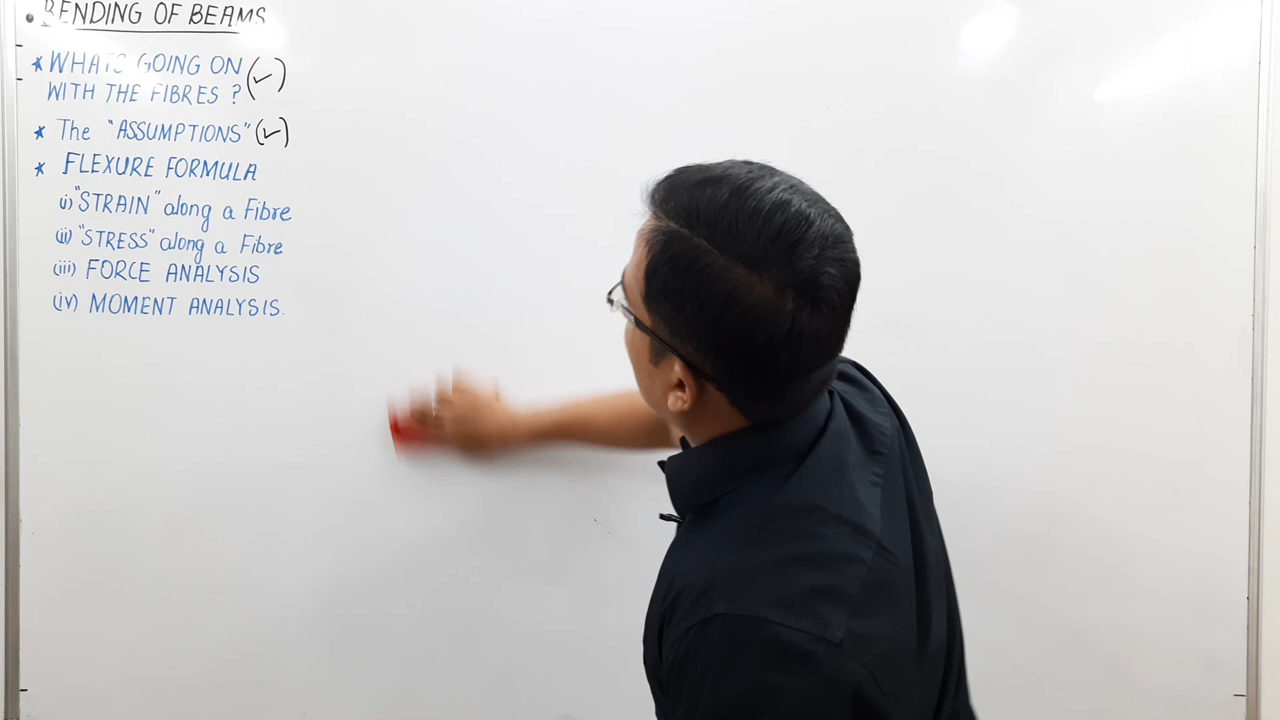 • BENDING OF BEAMS
* WHATS GOING ON
WITH THE FIBRES ? (✓)
* The "ASSUMPTIONS" (✓)
* FLEXURE FORMULA
i) "STRAIN" along a Fibre
(ii) "STRESS" along a Fibre
(iii) FORCE ANALYSIS
(iv) MOMENT ANALYSIS.